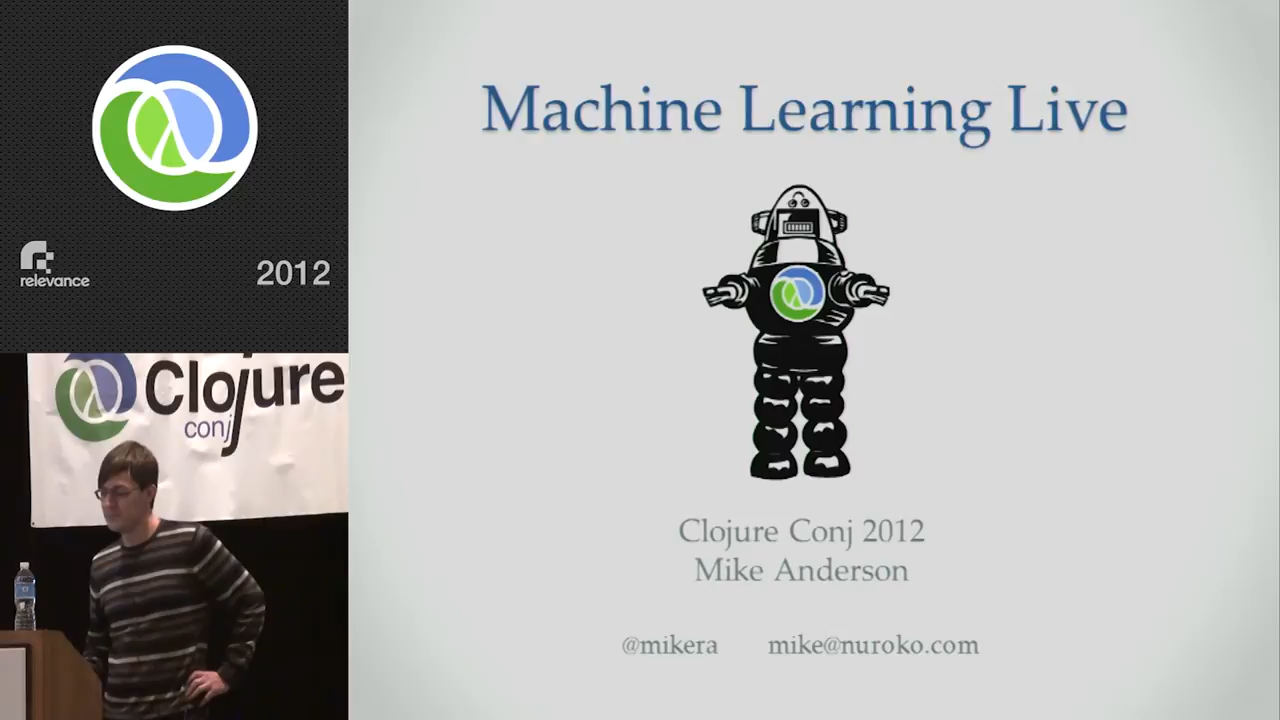 relevance
2012
Clojure
conj
Machine Learning Live
Clojure Conj 2012
Mike Anderson
@mikera mike@nuroko.com